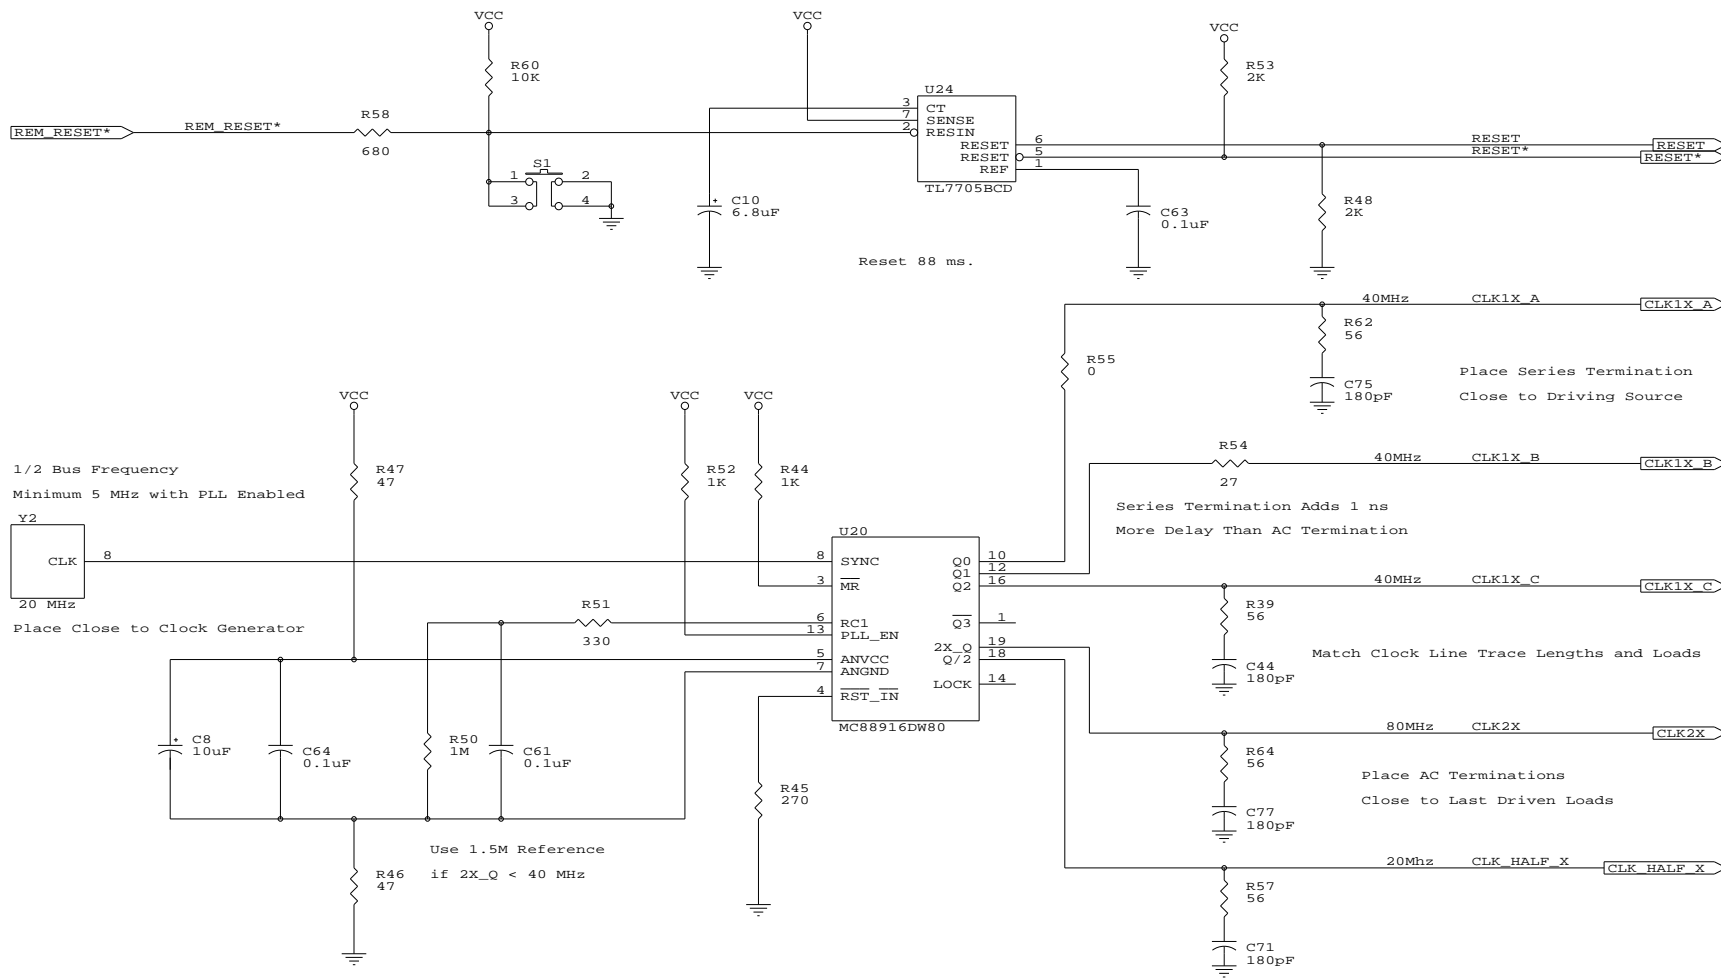 VCC
VCC
VCC
R60
10K
R53
2K
U24
R58
680
REM_RESET*
REM_RESET*
3
7
2
CT
SENSE
RESIN
RESET
RESET
REF
6
5
1
TL7705BCD
RESET
RESET*
RESET
RESET*
S1
1
2
3
4
C10
6.8uF
C63
0.1uF
R48
2K
Reset 88 ms.
40MHz
CLK1X_A
CLK1X_A
R62
56
R55
0
C75
180pF
Place Series Termination
Close to Driving Source
VCC
VCC
VCC
R47
47
R52
1K
R44
1K
R54
27
40MHz
CLK1X_B
CLK1X_B
1/2 Bus Frequency
Minimum 5 MHz with PLL Enabled
Series Termination Adds 1 ns
More Delay Than AC Termination
Y2
CLK
8
20 MHz
Place Close to Clock Generator
U20
8
SYNC
3
MR
6
RC1
13
PLL_EN
5
ANVCC
7
ANGND
4
RST_IN
Q0
10
Q1
12
Q2
16
Q3
1
2X_Q
19
Q/2
18
LOCK
14
MC88916DW80
40MHz
CLK1X_C
CLK1X_C
R39
56
C44
180pF
Match Clock Line Trace Lengths and Loads
R51
330
C8
10uF
C64
0.1uF
R50
1M
C61
0.1uF
R45
270
80MHz
CLK2X
CLK2X
R64
56
C77
180pF
Place AC Terminations
Close to Last Driven Loads
Use 1.5M Reference
if 2X_Q < 40 MHz
R46
47
20Mhz
CLK_HALF_X
CLK_HALF_X
R57
56
C71
180pF